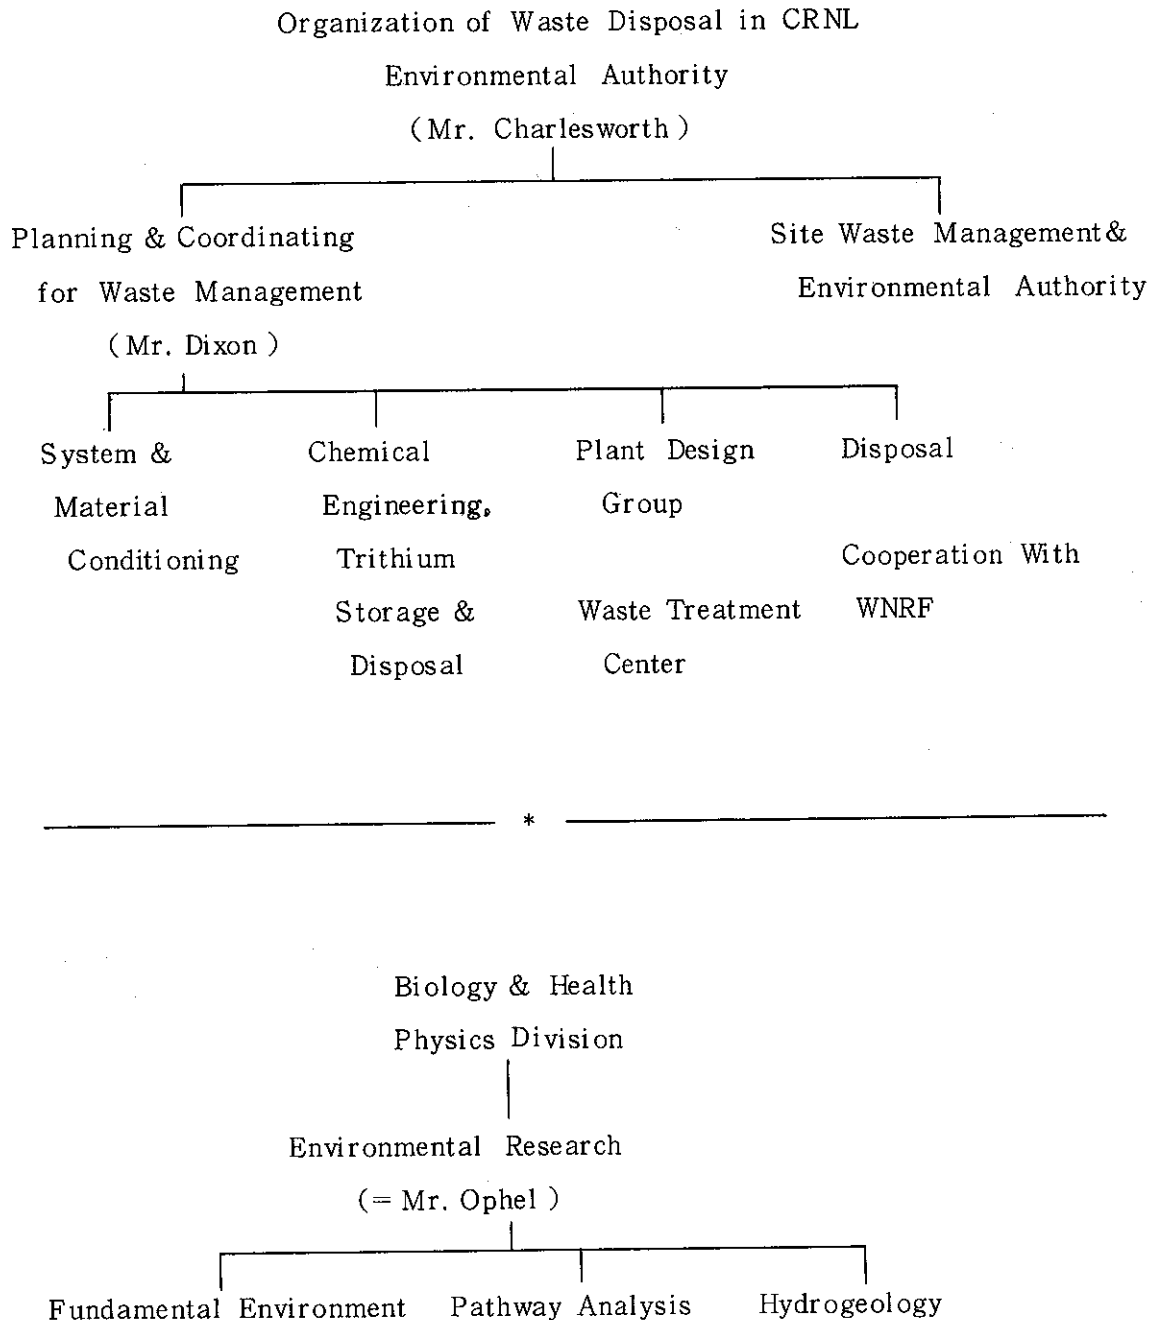 Organization of Waste Disposal in CRNL
Environmental Authority
(Mr. Charlesworth)
Planning & Coordinating
for Waste Management
(Mr. Dixon)
Site Waste Management&
Environmental Authority
System &
Material
Conditioning
Chemical
Engineering,
Trithium
Storage &
Disposal
Plant Design
Group
Waste Treatment
Center
Disposal
Cooperation With
WNRF
*
Biology & Health
Physics Division
Environmental Research
(= Mr. Ophel)
Fundamental Environment
Pathway Analysis
Hydrogeology